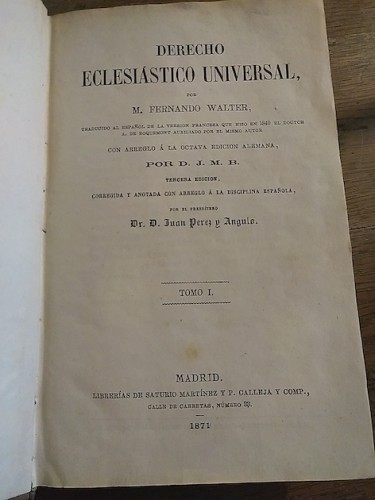 DERECHO
ECLESIÁSTICO UNIVERSAL,
POR
M. FERNANDO WALTER,
TRADUCIDO AL ESPAÑOL DE LA VERSION FRANCESA QUE HIZO EN 1840 EL DOCTOR
A. DE ROQUEMONT AUXILIADO POR EL MISMO AUTOR
CON ARREGLO Á LA OCTAVA EDICION ALEMANA,
POR D. J. M. B.
TERCERA EDICION,
CORREGIDA Y ANOTADA CON ARREGLO Á LA DISCIPLINA ESPAÑOLA,
POR EL PRESBITERO
Dr. D. Juan Perez y Angulo.
TOMO I.
MADRID.
LIBRERÍAS DE SATURIO MARTINEZ Y P. CALLEJA Y COMP.,
CALLE DE CARRETAS, NÚMERO 33.
1871